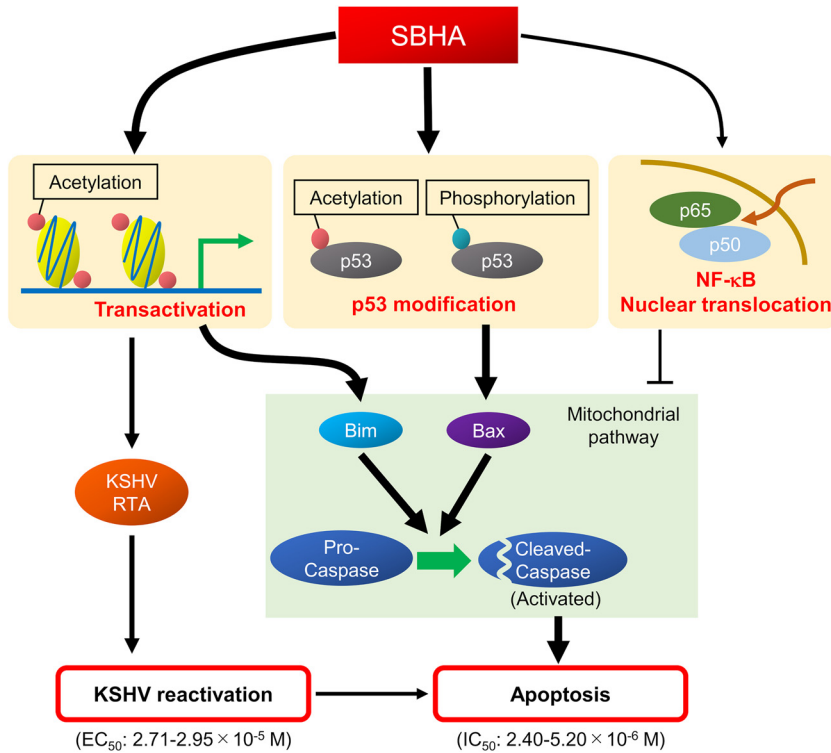 SBHA
Acetylation
Transactivation
Acetylation
Phosphorylation
p53
p53
p53 modification
p65
p50
NF-κB
Nuclear translocation
Mitochondrial
pathway
Bim
Bax
KSHV
RTA
Pro-
Caspase
Cleaved-
Caspase
(Activated)
KSHV reactivation
Apoptosis
(EC₅₀: 2.71-2.95 × 10⁻⁵ M)
(IC₅₀: 2.40-5.20 × 10⁻⁶ M)